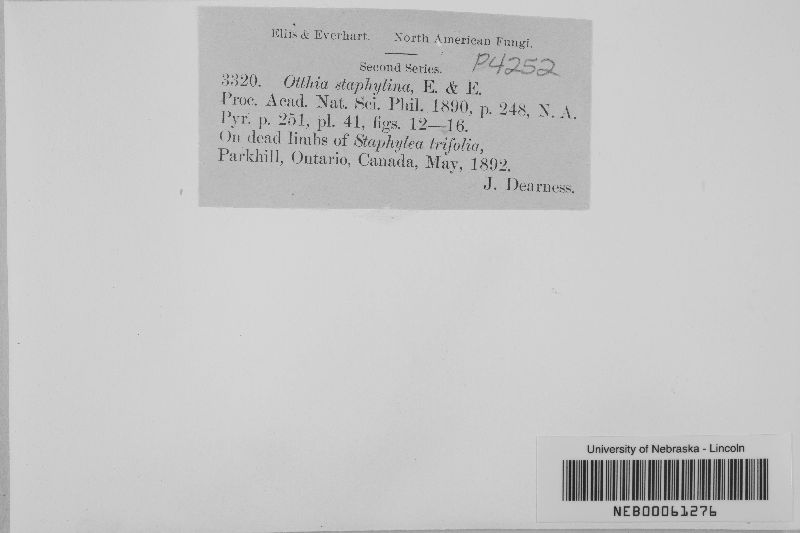 Ellis & Everhart. North American Fungi.
Second Series.
P4252
3320. Otthia staphylina, E. & E.
Proc. Acad. Nat. Sci. Phil. 1890, p. 248, N. A.
Pyr. p. 251, pl. 41, figs. 12—16.
On dead limbs of Staphylea trifolia,
Parkhill, Ontario, Canada, May, 1892.
J. Dearness.
University of Nebraska - Lincoln
NEB00061276